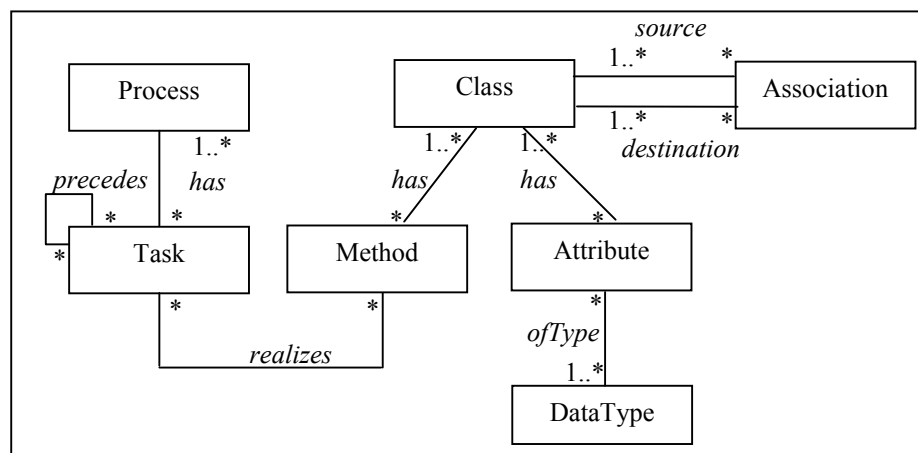 source
1..* *
Process Class Association
1..* *
destination
1..* 1..* 1..*
precedes has has has
* * * *
* Task Method Attribute
* * *
realizes ofType
1..*
DataType